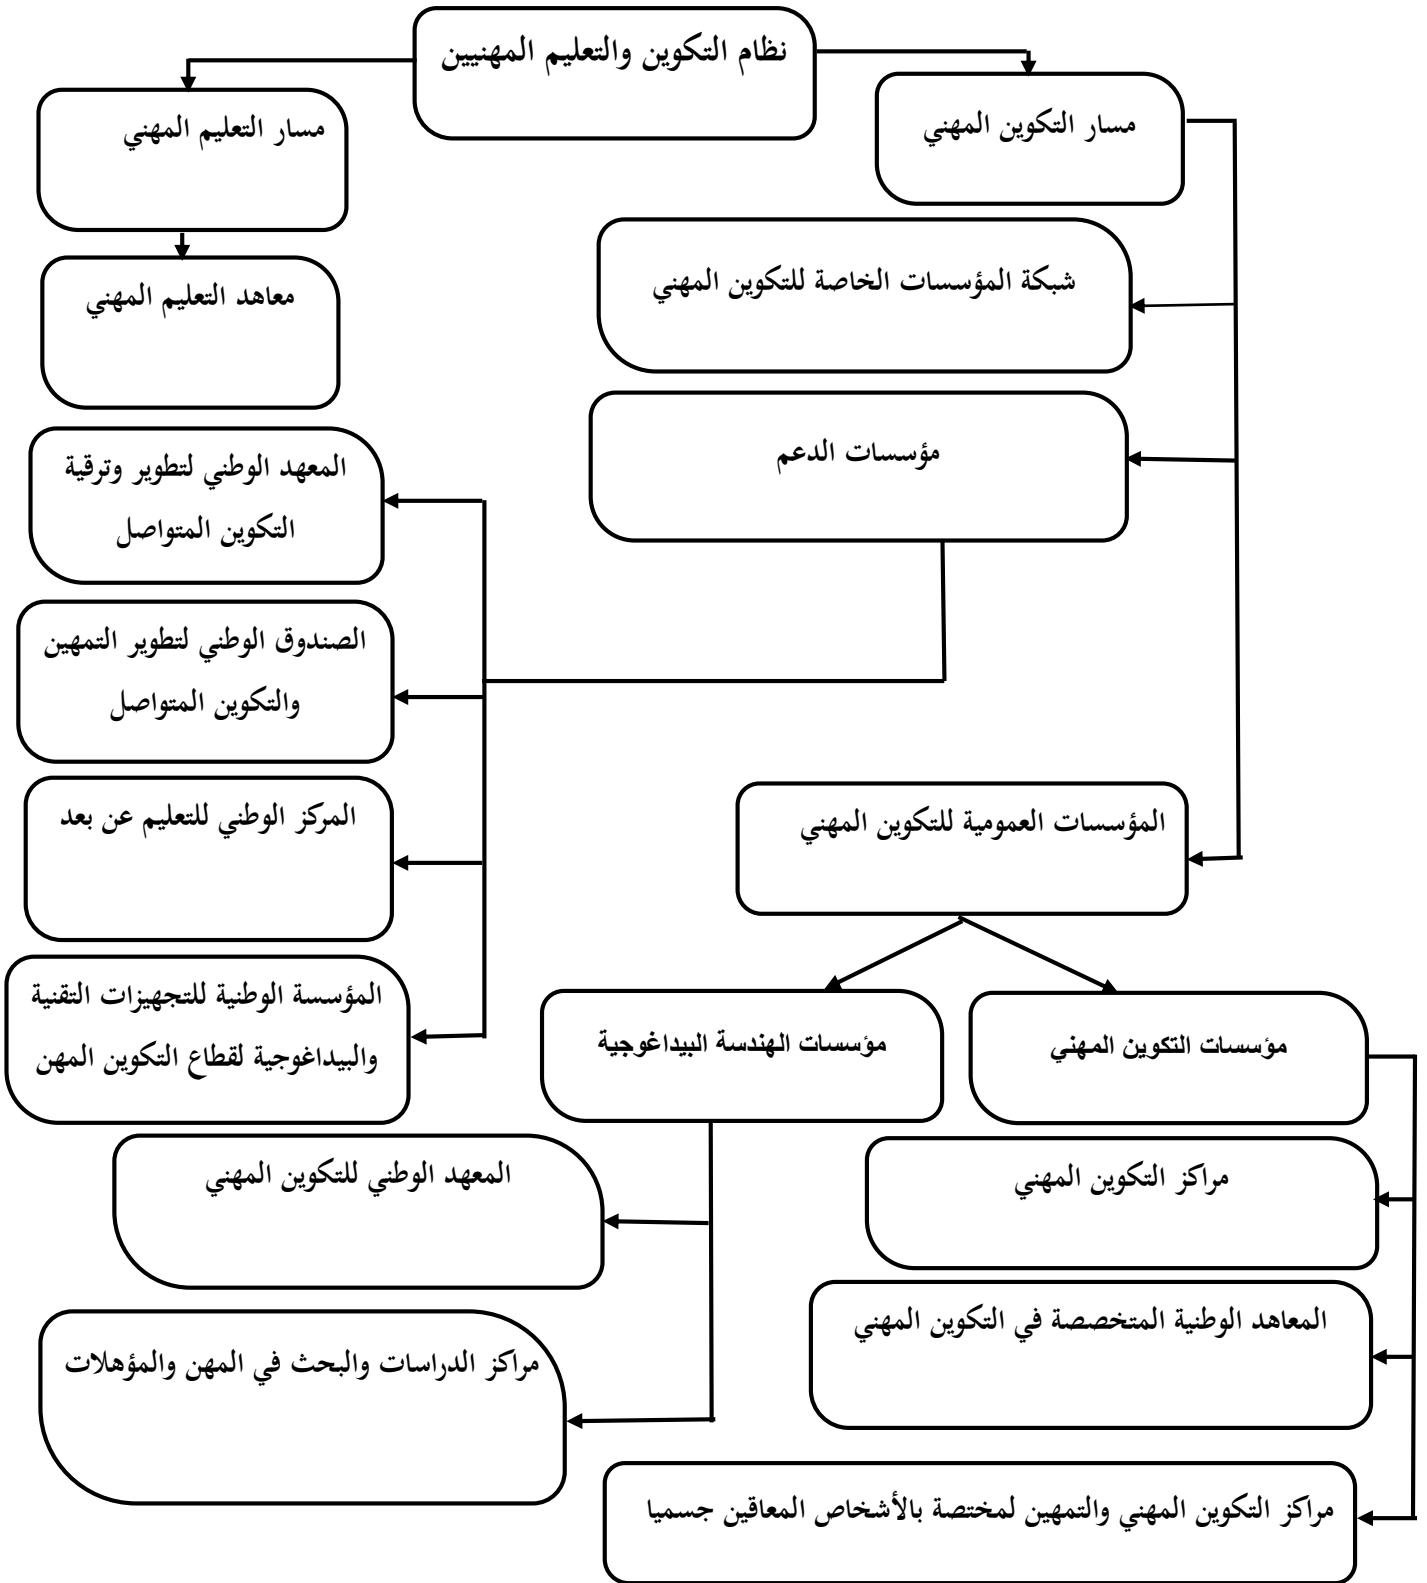 نظام التكوين والتعليم المهنيين
مسار التكوين المهني
مسار التعليم المهني
شبكة المؤسسات الخاصة للتكوين المهني
معاهد التعليم المهني
مؤسسات الدعم
المعهد الوطني لتطوير وترقية
التكوين المتواصل
الصندوق الوطني لتطوير التمهين
والتكوين المتواصل
المؤسسات العمومية للتكوين المهني
المركز الوطني للتعليم عن بعد
المؤسسة الوطنية للتجهيزات التقنية
والبيداغوجية لقطاع التكوين المهن
مؤسسات التكوين المهني
مؤسسات الهندسة البيداغوجية
مراكز التكوين المهني
المعهد الوطني للتكوين المهني
المعاهد الوطنية المتخصصة في التكوين المهني
مراكز الدراسات والبحث في المهن والمؤهلات
مراكز التكوين المهني والتمهين لمختصة بالأشخاص المعاقين جسميا